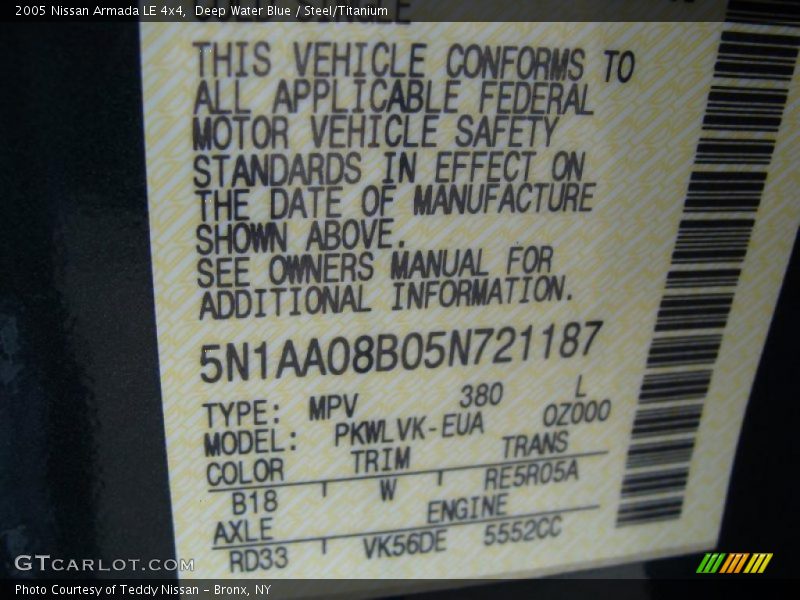 2005 Nissan Armada LE 4x4, Deep Water Blue / Steel/Titanium
THIS VEHICLE CONFORMS TO
ALL APPLICABLE FEDERAL
MOTOR VEHICLE SAFETY
STANDARDS IN EFFECT ON
THE DATE OF MANUFACTURE
SHOWN ABOVE.
SEE OWNERS MANUAL FOR
ADDITIONAL INFORMATION.
5N1AA08B05N721187
TYPE: MPV 380 L
MODEL: PKWLVK-EUA 0Z000
COLOR TRIM TRANS
B18 W RE5R05A
AXLE ENGINE
RD33 VK56DE 5552CC
GTCARLOT.COM
Photo Courtesy of Teddy Nissan - Bronx, NY